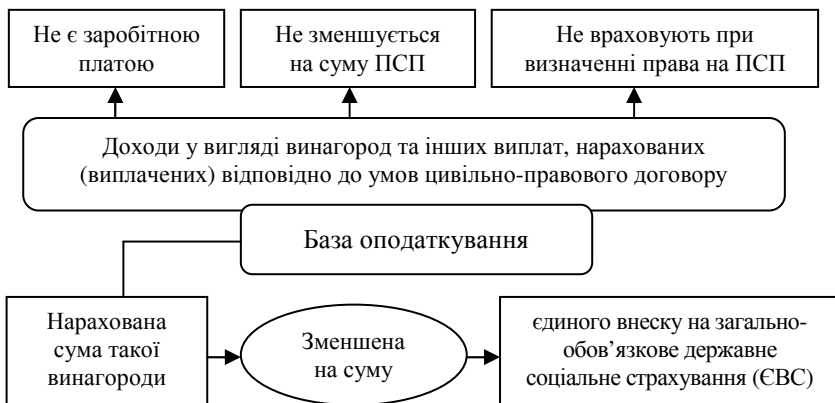 Не є заробітною
платою
Не зменшується
на суму ПСП
Не враховують при
визначенні права на ПСП
Доходи у вигляді винагород та інших виплат, нарахованих
(виплачених) відповідно до умов цивільно-правового договору
База оподаткування
Нарахована
сума такої
винагороди
Зменшена
на суму
єдиного внеску на загально-
обов’язкове державне
соціальне страхування (ЄВС)